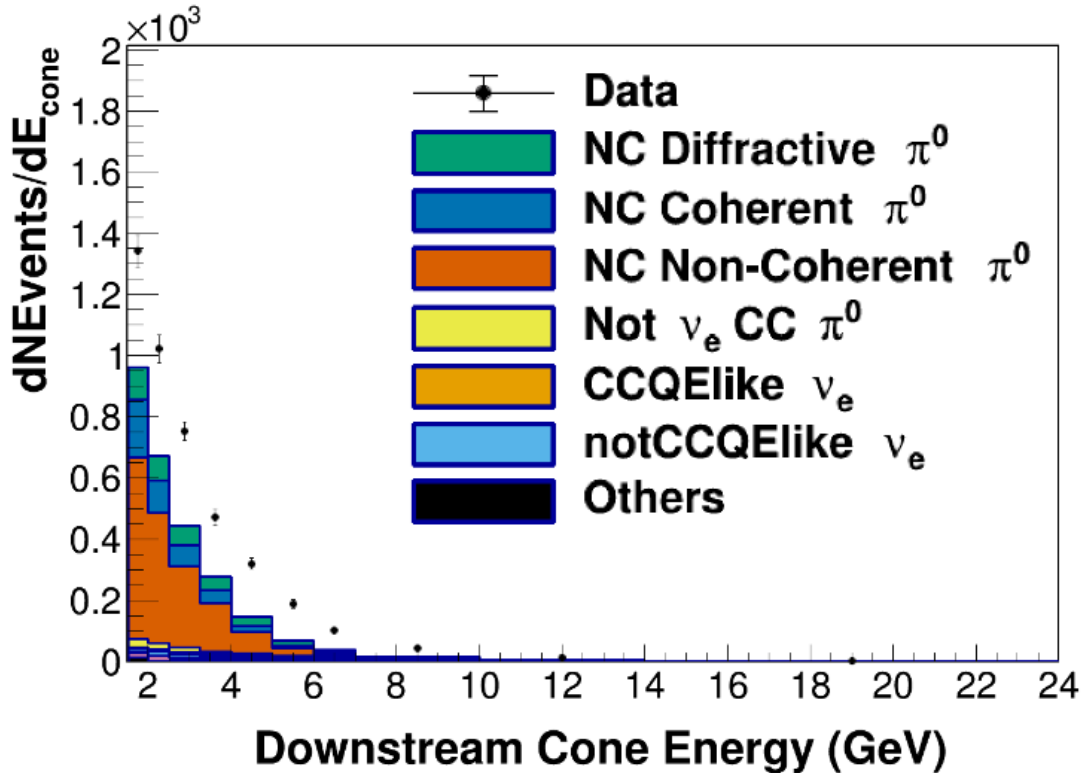 ×10³
2
1.8
1.6
1.4
1.2
1
0.8
0.6
0.4
0.2
0
dNEvents/dE_cone
Data
NC Diffractive π⁰
NC Coherent π⁰
NC Non-Coherent π⁰
Not νₑ CC π⁰
CCQElike νₑ
notCCQElike νₑ
Others
2 4 6 8 10 12 14 16 18 20 22 24
Downstream Cone Energy (GeV)